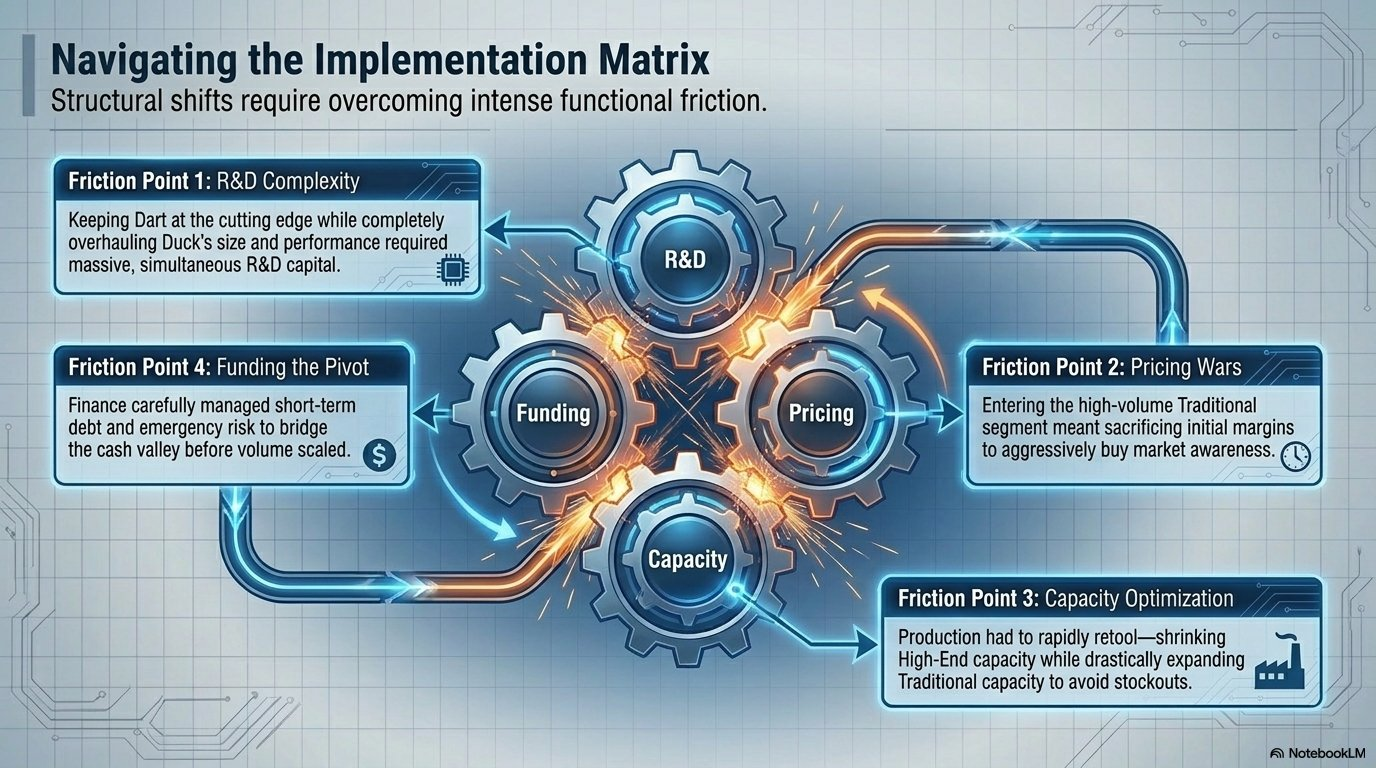 Navigating the Implementation Matrix
Structural shifts require overcoming intense functional friction.
Friction Point 1: R&D Complexity
Keeping Dart at the cutting edge while completely
overhauling Duck's size and performance required
massive, simultaneous R&D capital.
R&D
Friction Point 4: Funding the Pivot
Finance carefully managed short-term
debt and emergency risk to bridge
the cash valley before volume scaled.
$
Funding
Pricing
Friction Point 2: Pricing Wars
Entering the high-volume Traditional
segment meant sacrificing initial margins
to aggressively buy market awareness.
Capacity
Friction Point 3: Capacity Optimization
Production had to rapidly retool—shrinking
High-End capacity while drastically expanding
Traditional capacity to avoid stockouts.
NotebookLM